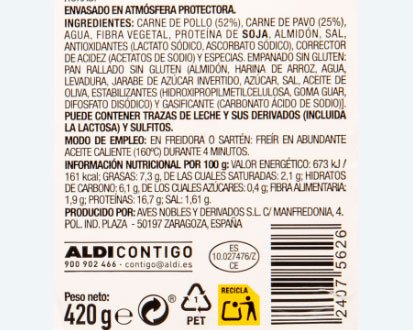 ENVASADO EN ATMÓSFERA PROTECTORA.
INGREDIENTES: CARNE DE POLLO (52%), CARNE DE PAVO (25%),
AGUA, FIBRA VEGETAL, PROTEÍNA DE SOJA, ALMIDÓN, SAL,
ANTIOXIDANTES (LACTATO SÓDICO, ASCORBATO SÓDICO), CORRECTOR
DE ACIDEZ (ACETATOS DE SODIO) Y ESPECIAS. EMPANADO SIN GLUTEN:
PAN RALLADO SIN GLUTEN (ALMIDÓN, HARINA DE ARROZ, AGUA,
LEVADURA, JARABE DE AZÚCAR INVERTIDO, AZÚCAR, SAL, ACEITE DE
OLIVA, ESTABILIZANTES (HIDROXIPROPILMETILCELULOSA, GOMA GUAR,
DIFOSFATO DISÓDICO) Y GASIFICANTE (CARBONATO ÁCIDO DE SODIO)).
PUEDE CONTENER TRAZAS DE LECHE Y SUS DERIVADOS (INCLUIDA
LA LACTOSA) Y SULFITOS.
MODO DE EMPLEO: EN FREIDORA O SARTÉN: FREÍR EN ABUNDANTE
ACEITE CALIENTE (160ºC) DURANTE 4 MINUTOS.
INFORMACIÓN NUTRICIONAL POR 100 g: VALOR ENERGÉTICO: 673 kJ /
161 kcal; GRASAS: 7,3 g, DE LAS CUALES SATURADAS: 2,1 g; HIDRATOS
DE CARBONO: 6,1 g, DE LOS CUALES AZÚCARES: 0,4 g; FIBRA ALIMENTARIA:
1,9 g; PROTEÍNAS: 16,7 g; SAL: 1,61 g.
PRODUCIDO POR: AVES NOBLES Y DERIVADOS S.L. C/ MANFREDONIA, 4.
POL. IND. PLAZA - 50197 ZARAGOZA, ESPAÑA
ALDI CONTIGO
900 902 466 · contigo@aldi.es
ES
10.027476/Z
CE
Peso neto:
420 g e
PET
RECICLA
2407 5626